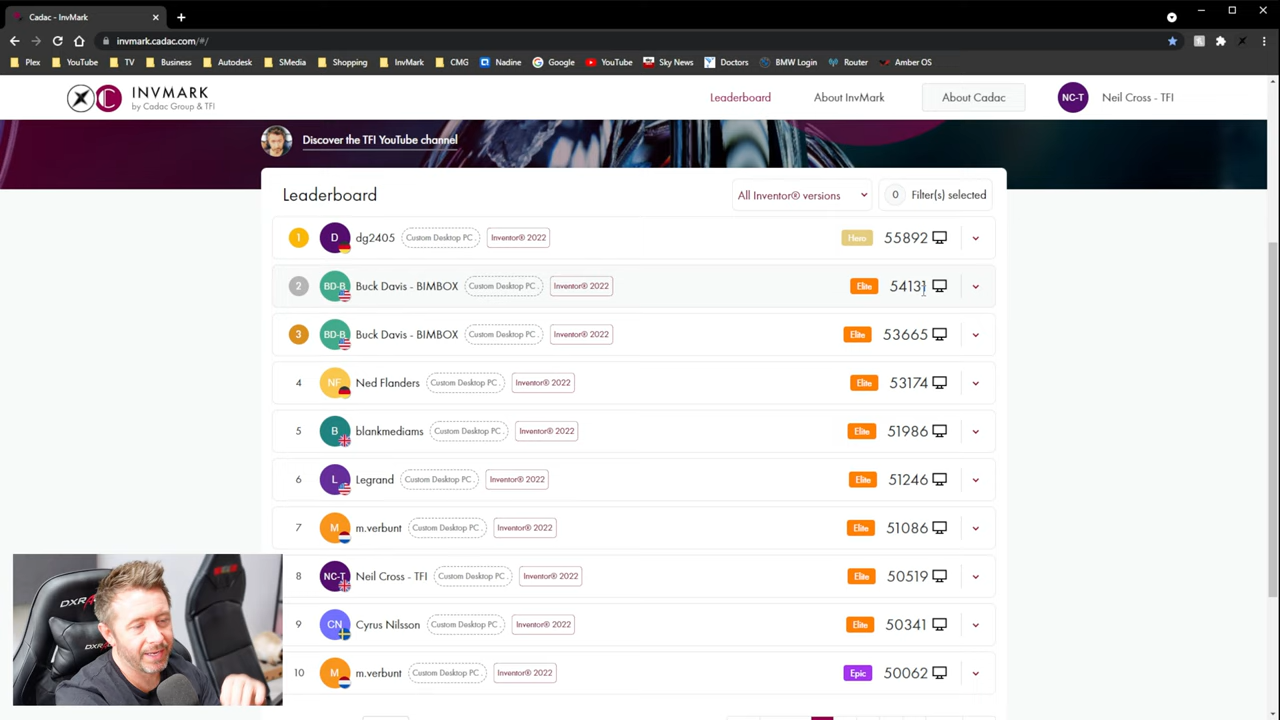 Cadac - InvMark
invmark.cadac.com/#/
Plex YouTube TV Business Autodesk SMedia Shopping InvMark CMG Nadine Google YouTube Sky News Doctors BMW Login Router Amber OS
INVMARK
by Cadac Group & TFI
Leaderboard About InvMark About Cadac NC-T Neil Cross - TFI
Discover the TFI YouTube channel
Leaderboard All Inventor® versions 0 Filter(s) selected
1 D dg2405 Custom Desktop PC . Inventor® 2022 Hero 55892
2 BD-B Buck Davis - BIMBOX Custom Desktop PC . Inventor® 2022 Elite 54131
3 BD-B Buck Davis - BIMBOX Custom Desktop PC . Inventor® 2022 Elite 53665
4 NF Ned Flanders Custom Desktop PC . Inventor® 2022 Elite 53174
5 B blankmediams Custom Desktop PC . Inventor® 2022 Elite 51986
6 L Legrand Custom Desktop PC . Inventor® 2022 Elite 51246
7 M m.verbunt Custom Desktop PC . Inventor® 2022 Elite 51086
8 NC-T Neil Cross - TFI Custom Desktop PC . Inventor® 2022 Elite 50519
9 CN Cyrus Nilsson Custom Desktop PC . Inventor® 2022 Elite 50341
10 M m.verbunt Custom Desktop PC . Inventor® 2022 Epic 50062